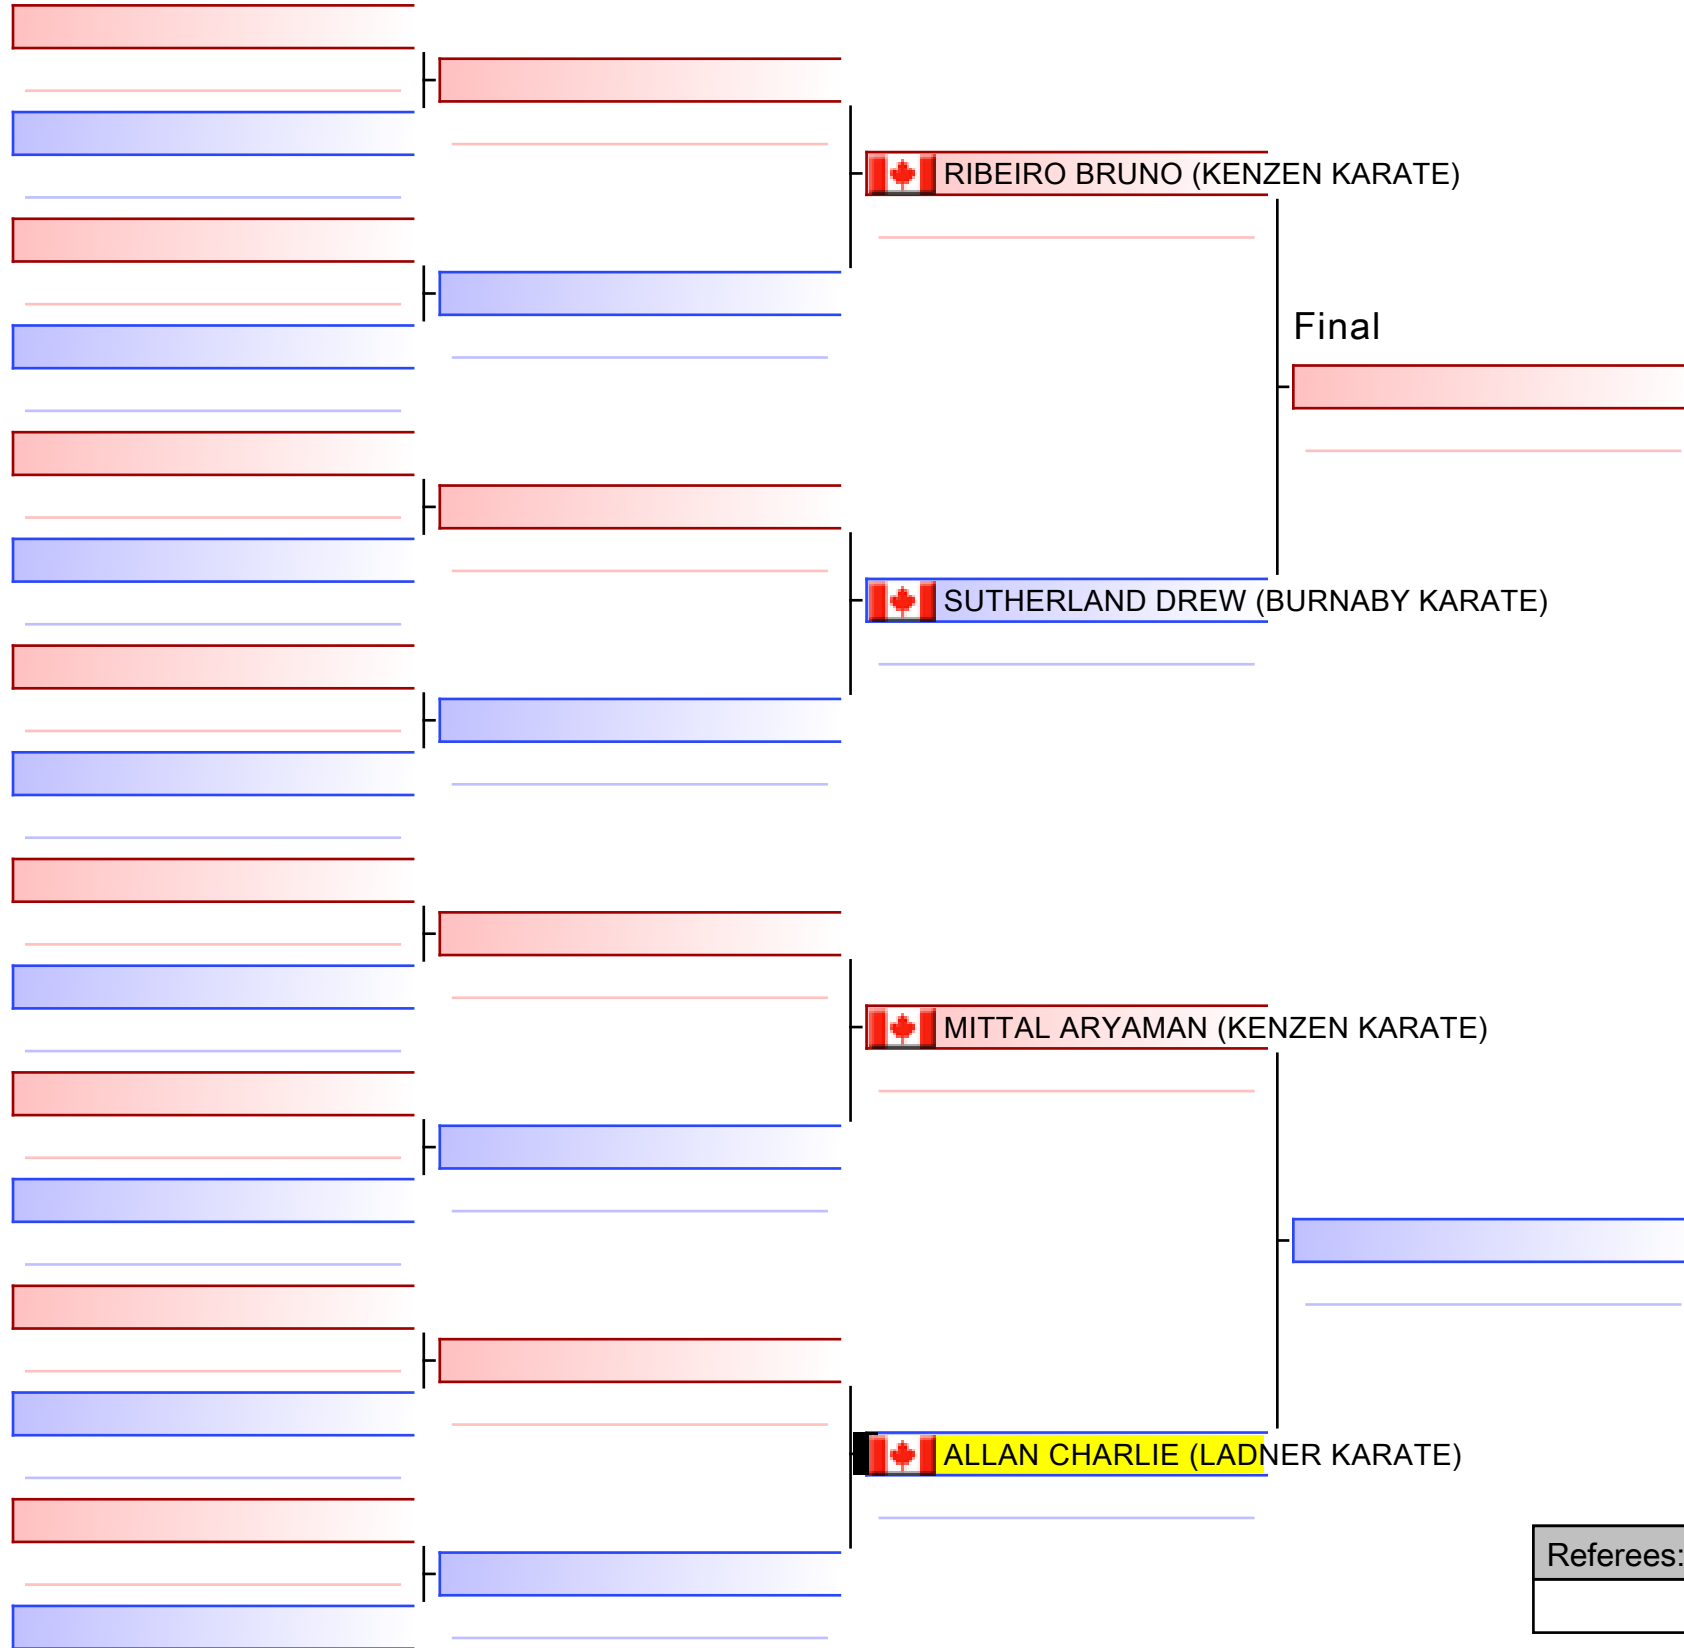 RIBEIRO BRUNO (KENZEN KARATE)
Final
SUTHERLAND DREW (BURNABY KARATE)
MITTAL ARYAMAN (KENZEN KARATE)
ALLAN CHARLIE (LADNER KARATE)
Referees: